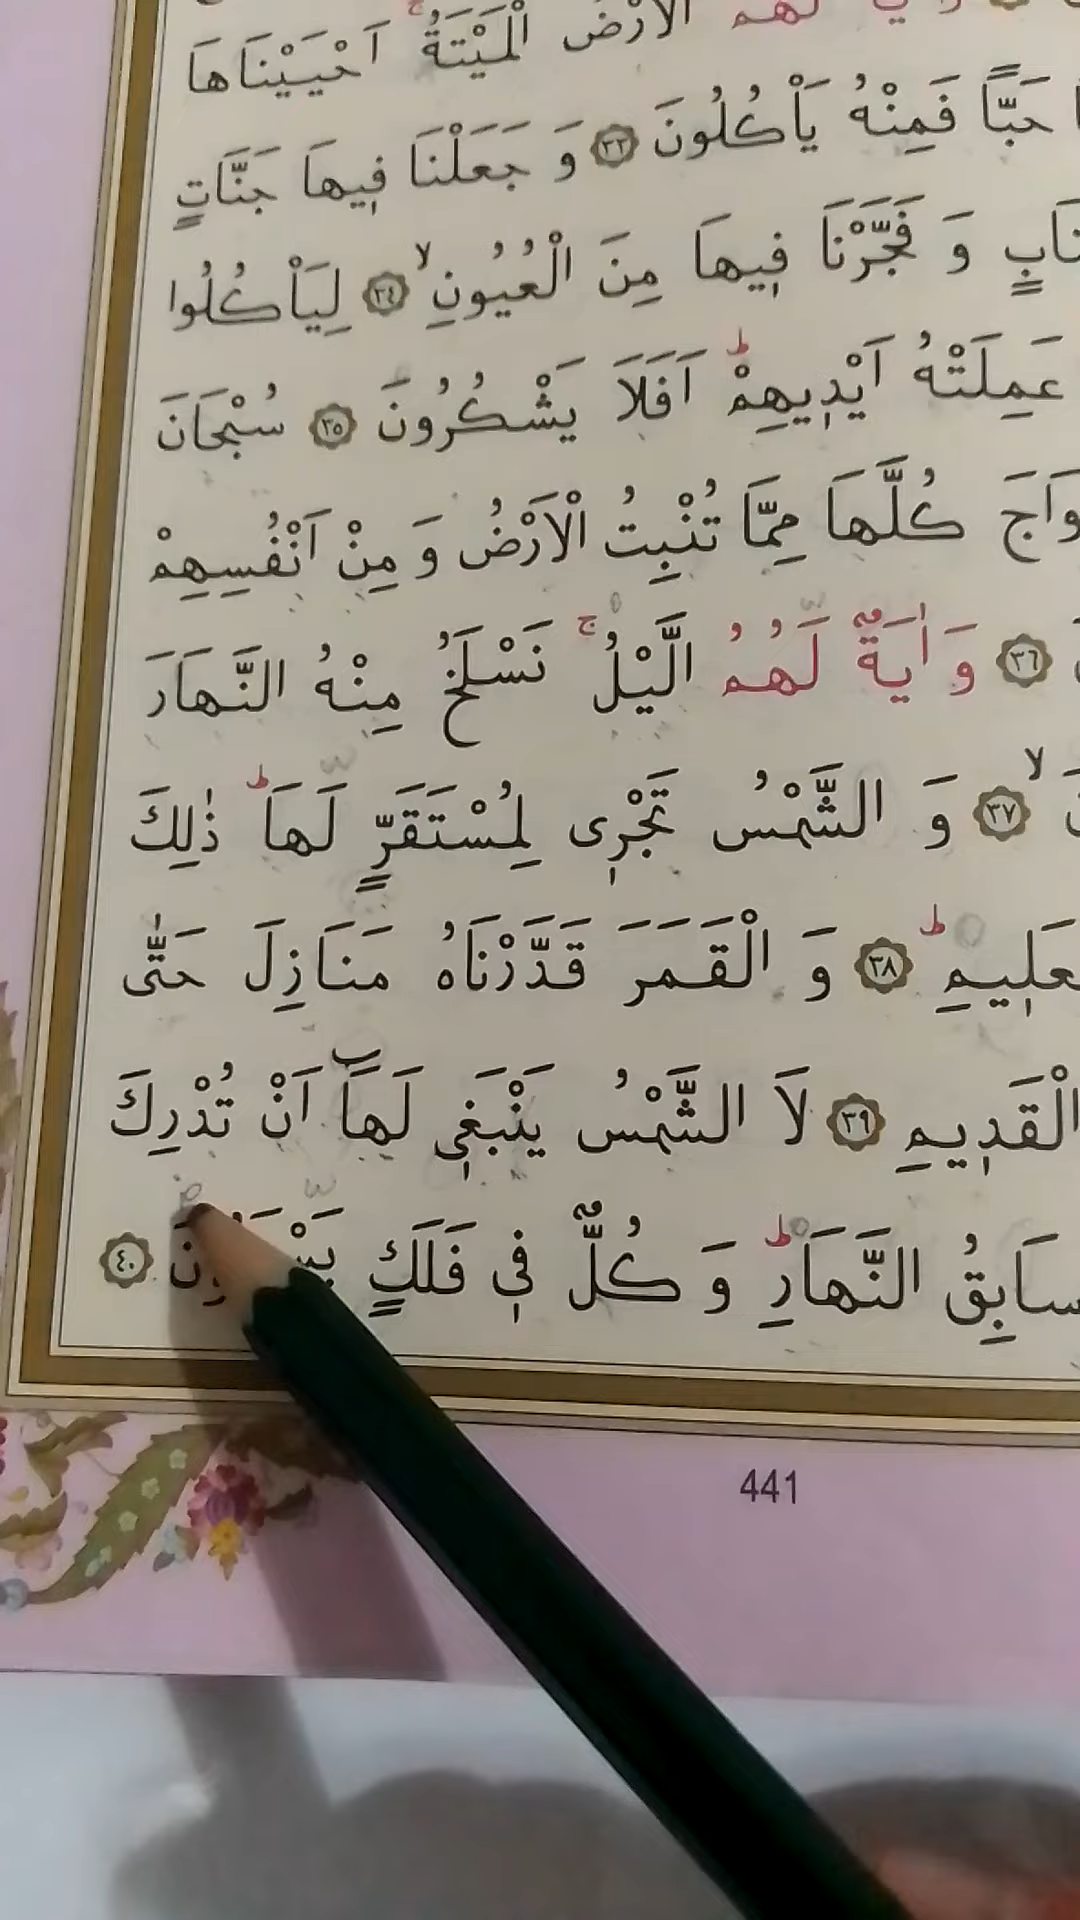 لَهُمُ الْاَرْضُ الْمَيْتَةُۚ اَحْيَيْنَاهَا
حَبًّا فَمِنْهُ يَأْكُلُونَ ﴿٣٣﴾ وَ جَعَلْنَا فِيهَا جَنَّاتٍ
وَ فَجَّرْنَا فِيهَا مِنَ الْعُيُونِۙ ﴿٣٤﴾ لِيَأْكُلُوا
عَمِلَتْهُ اَيْدِيهِمْۜ اَفَلَا يَشْكُرُونَ ﴿٣٥﴾ سُبْحَانَ
كُلَّهَا مِمَّا تُنْبِتُ الْاَرْضُ وَ مِنْ اَنْفُسِهِمْ
﴿٣٦﴾ وَ اٰيَةٌ لَهُمُ الَّيْلُۚ نَسْلَخُ مِنْهُ النَّهَارَ
﴿٣٧﴾ وَ الشَّمْسُ تَجْرِى لِمُسْتَقَرٍّ لَهَاۜ ذٰلِكَ
﴿٣٨﴾ وَ الْقَمَرَ قَدَّرْنَاهُ مَنَازِلَ حَتّٰى
الْقَدِيمِ ﴿٣٩﴾ لَا الشَّمْسُ يَنْبَغِى لَهَٓا اَنْ تُدْرِكَ
سَابِقُ النَّهَارِۜ وَ كُلٌّ فِى فَلَكٍ ﴿٤٠﴾
441